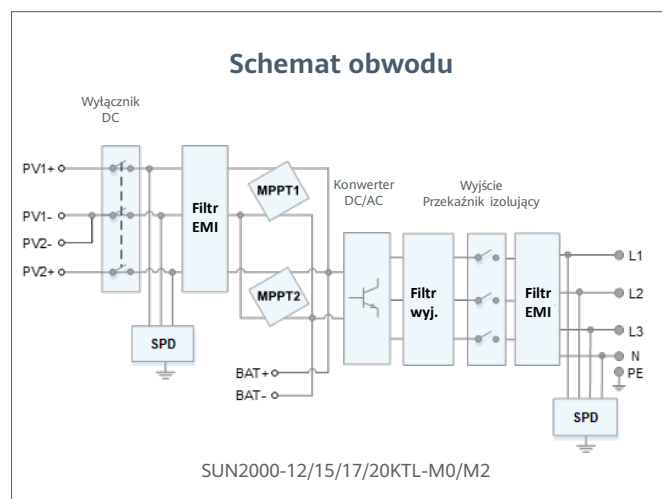 Schemat obwodu
Wyłącznik
DC
PV1+
PV1-
PV2-
PV2+
Filtr
EMI
SPD
MPPT1
MPPT2
BAT+
BAT-
Konwerter
DC/AC
Filtr
wyj.
Wyjście
Przekaźnik izolujący
Filtr
EMI
L1
L2
L3
N
PE
SPD
SUN2000-12/15/17/20KTL-M0/M2